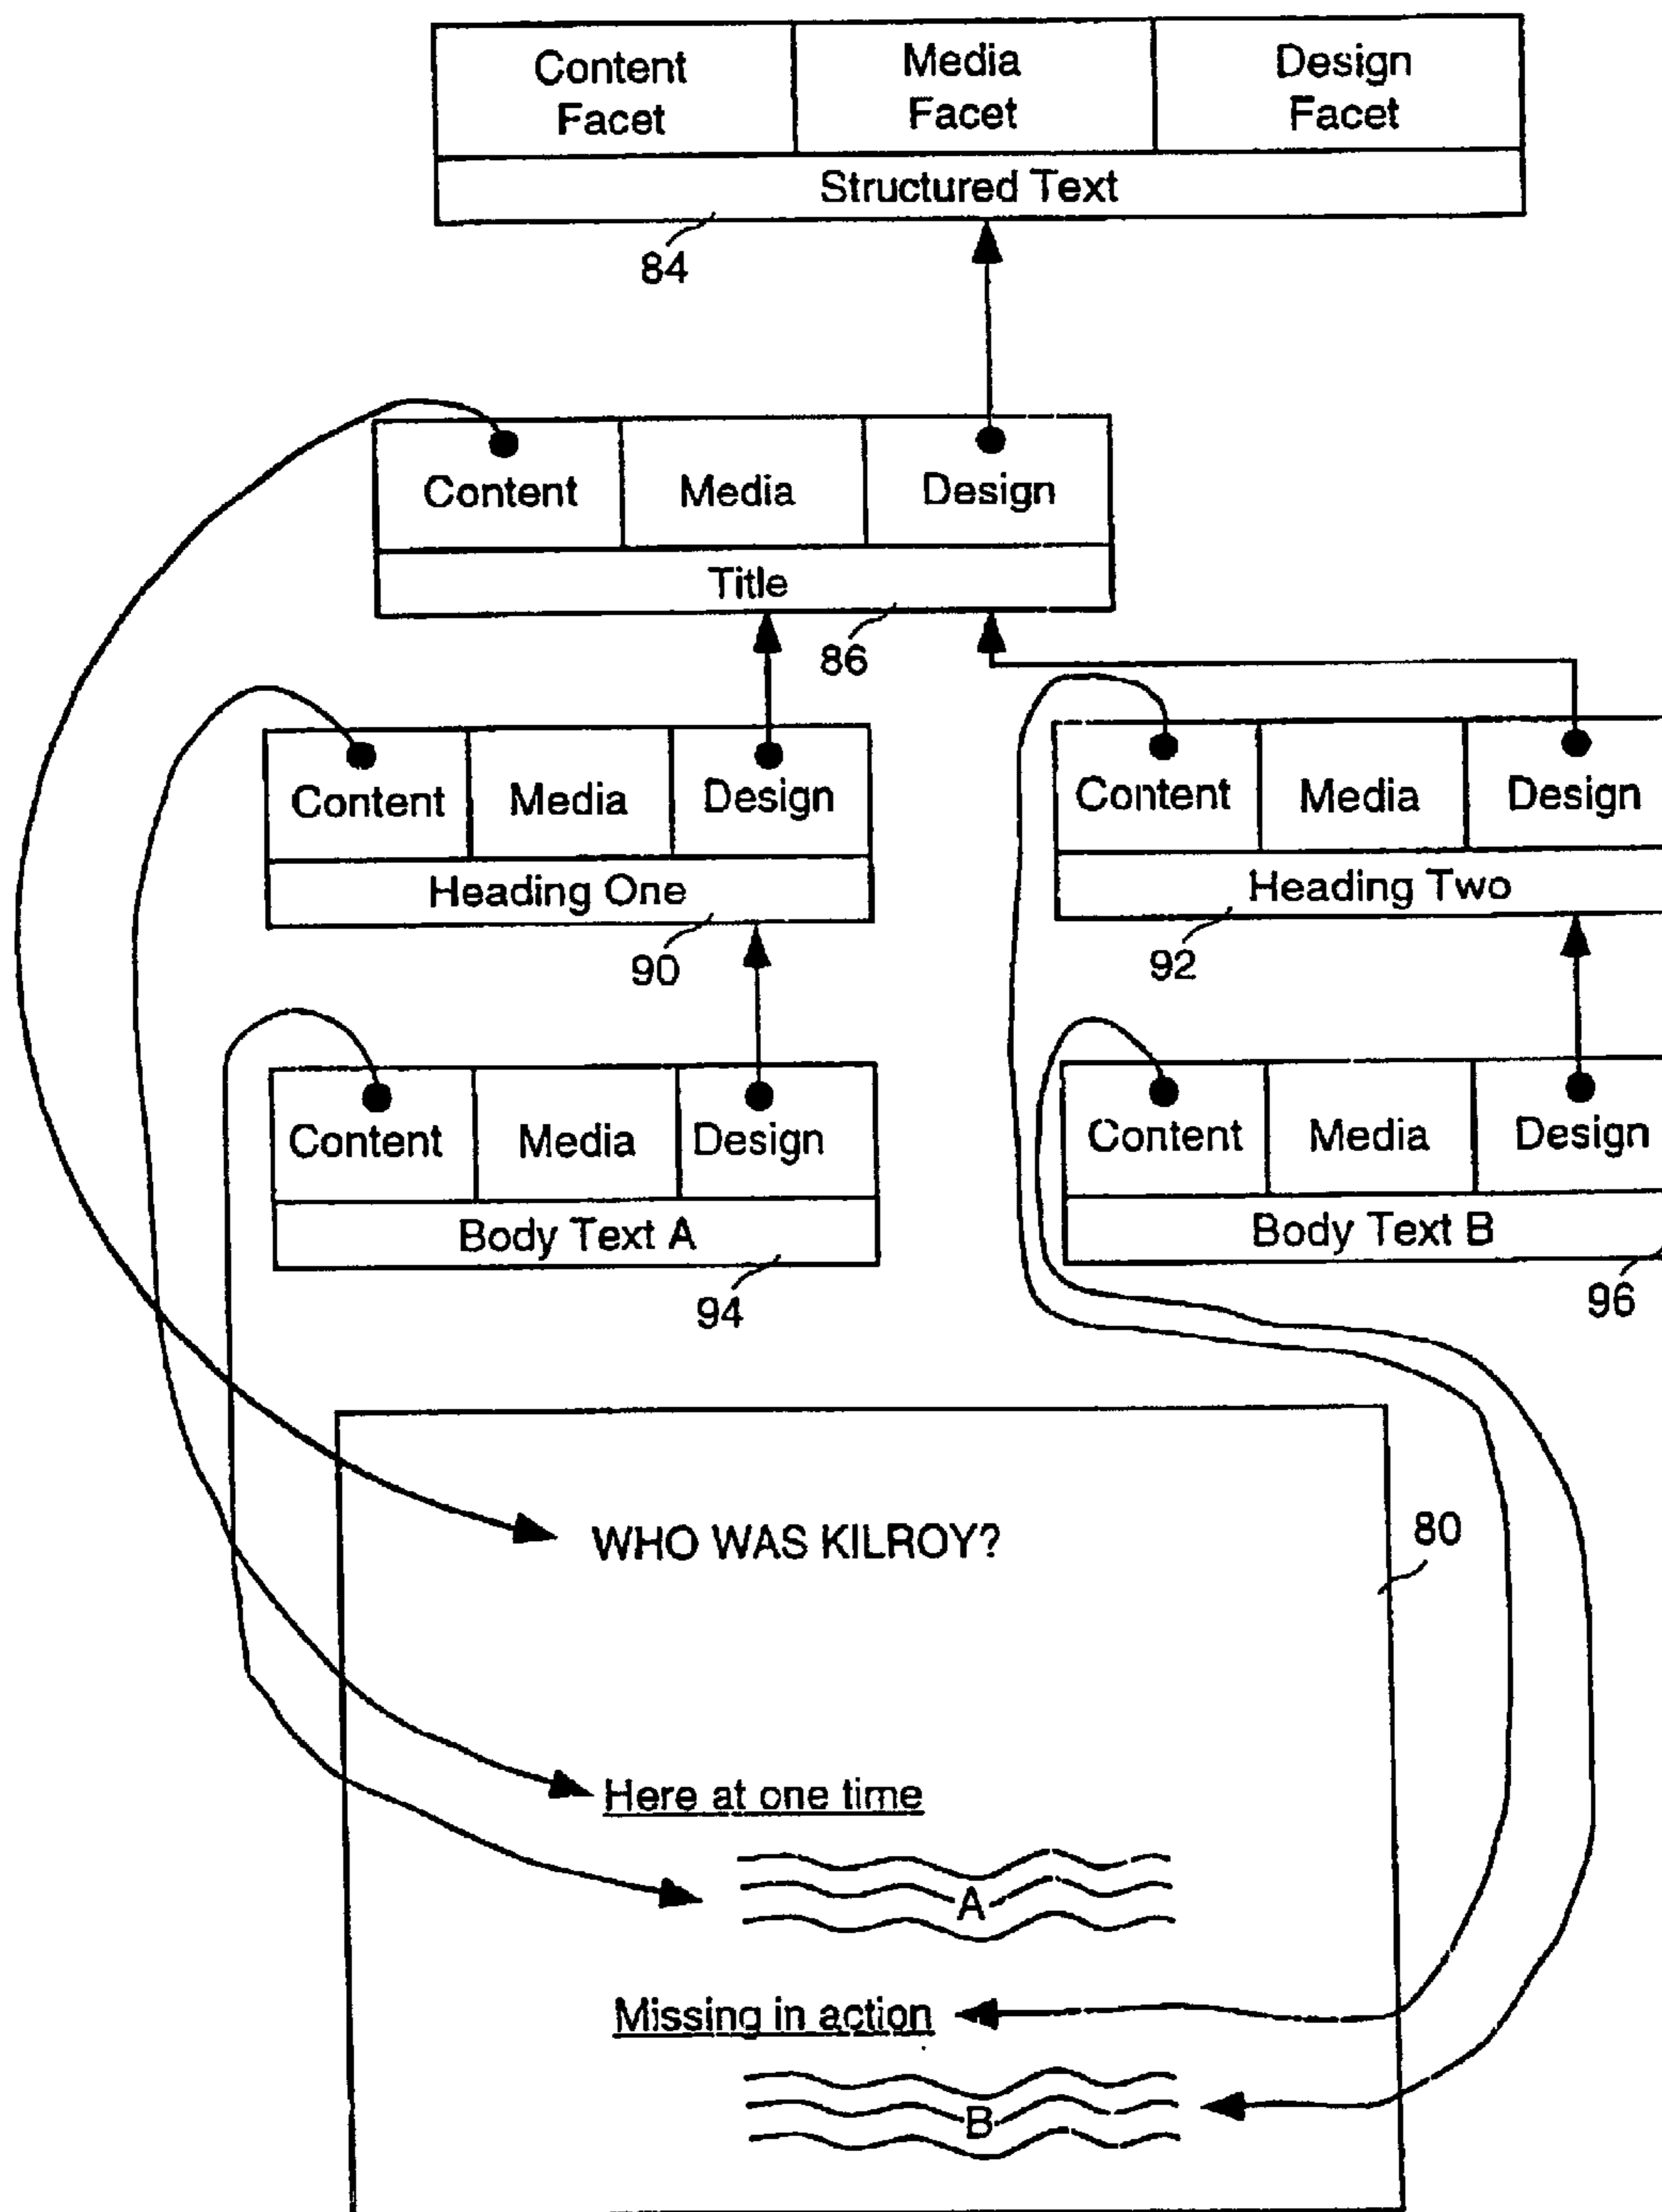 Content Facet
Media Facet
Design Facet
Structured Text
84
Content
Media
Design
Title
86
Content
Media
Design
Heading One
90
Content
Media
Design
Heading Two
92
Content
Media
Design
Body Text A
94
Content
Media
Design
Body Text B
96
80
WHO WAS KILROY?
Here at one time
A
Missing in action
B